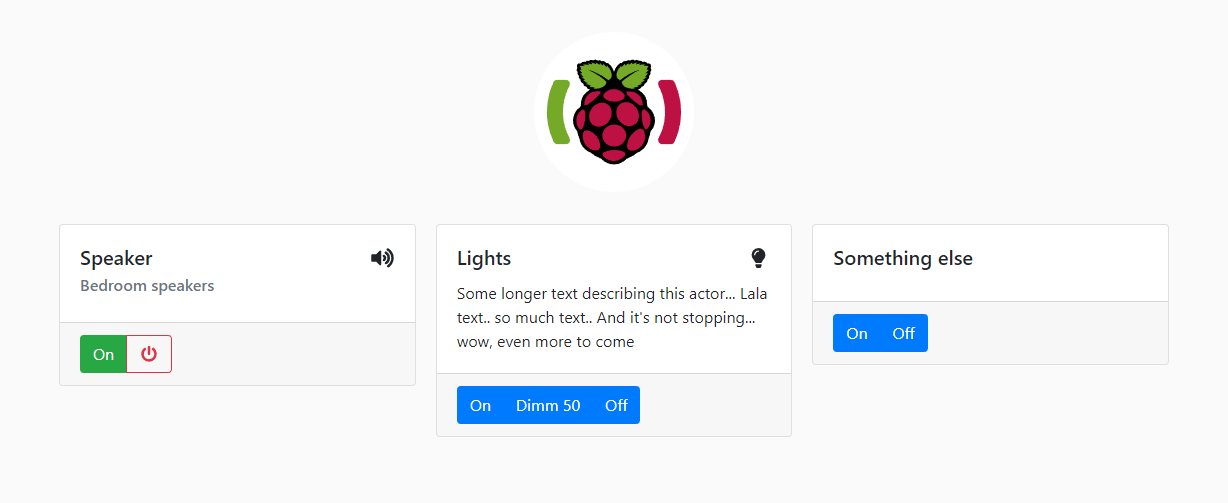 Speaker
Bedroom speakers
On
Lights
Some longer text describing this actor... Lala
text.. so much text.. And it's not stopping...
wow, even more to come
On Dimm 50 Off
Something else
On Off